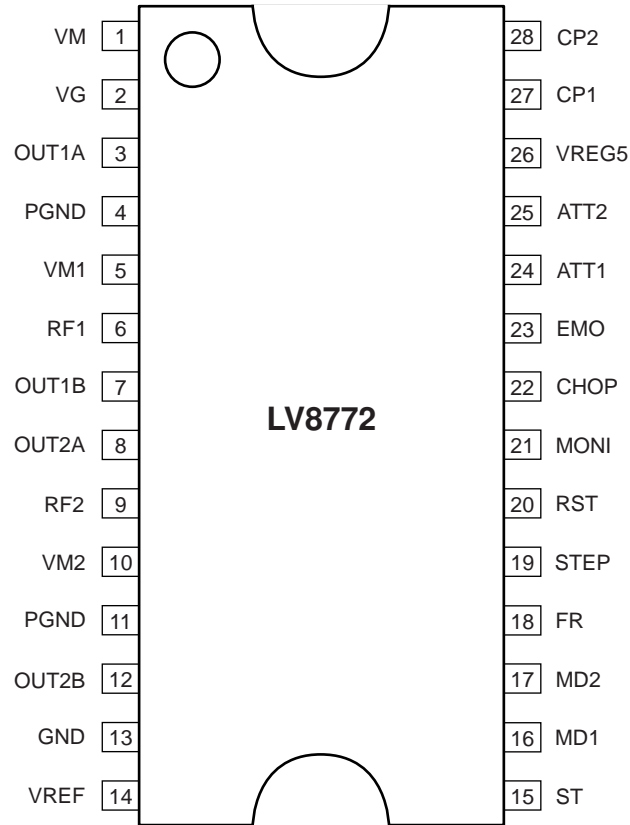 VM 1 28 CP2
VG 2 27 CP1
OUT1A 3 26 VREG5
PGND 4 25 ATT2
VM1 5 24 ATT1
RF1 6 23 EMO
OUT1B 7 22 CHOP
LV8772
OUT2A 8 21 MONI
RF2 9 20 RST
VM2 10 19 STEP
PGND 11 18 FR
OUT2B 12 17 MD2
GND 13 16 MD1
VREF 14 15 ST